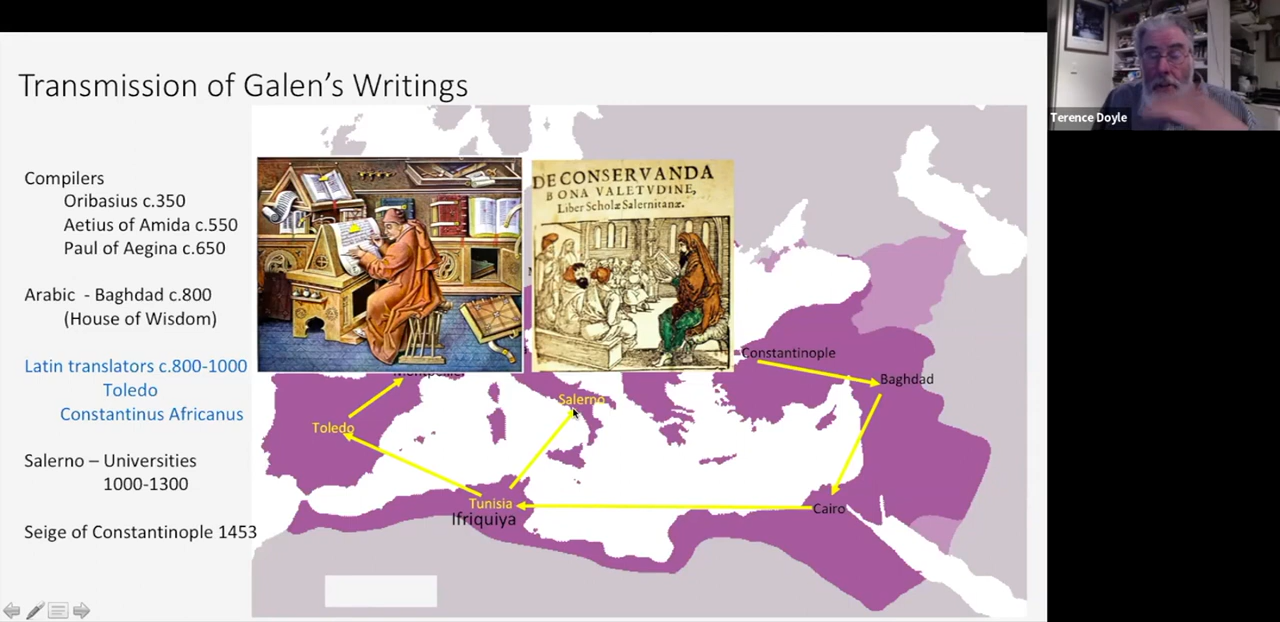 Transmission of Galen's Writings
Terence Doyle
Compilers
Oribasius c.350
Aetius of Amida c.550
Paul of Aegina c.650
Arabic - Baghdad c.800
(House of Wisdom)
Latin translators c.800-1000
Toledo
Constantinus Africanus
Salerno – Universities
1000-1300
Seige of Constantinople 1453
DE CONSERVANDA
BONA VALETVDINE,
Liber Scholæ Salernitanæ.
Constantinople
Baghdad
Salerno
Toledo
Tunisia
Ifriquiya
Cairo